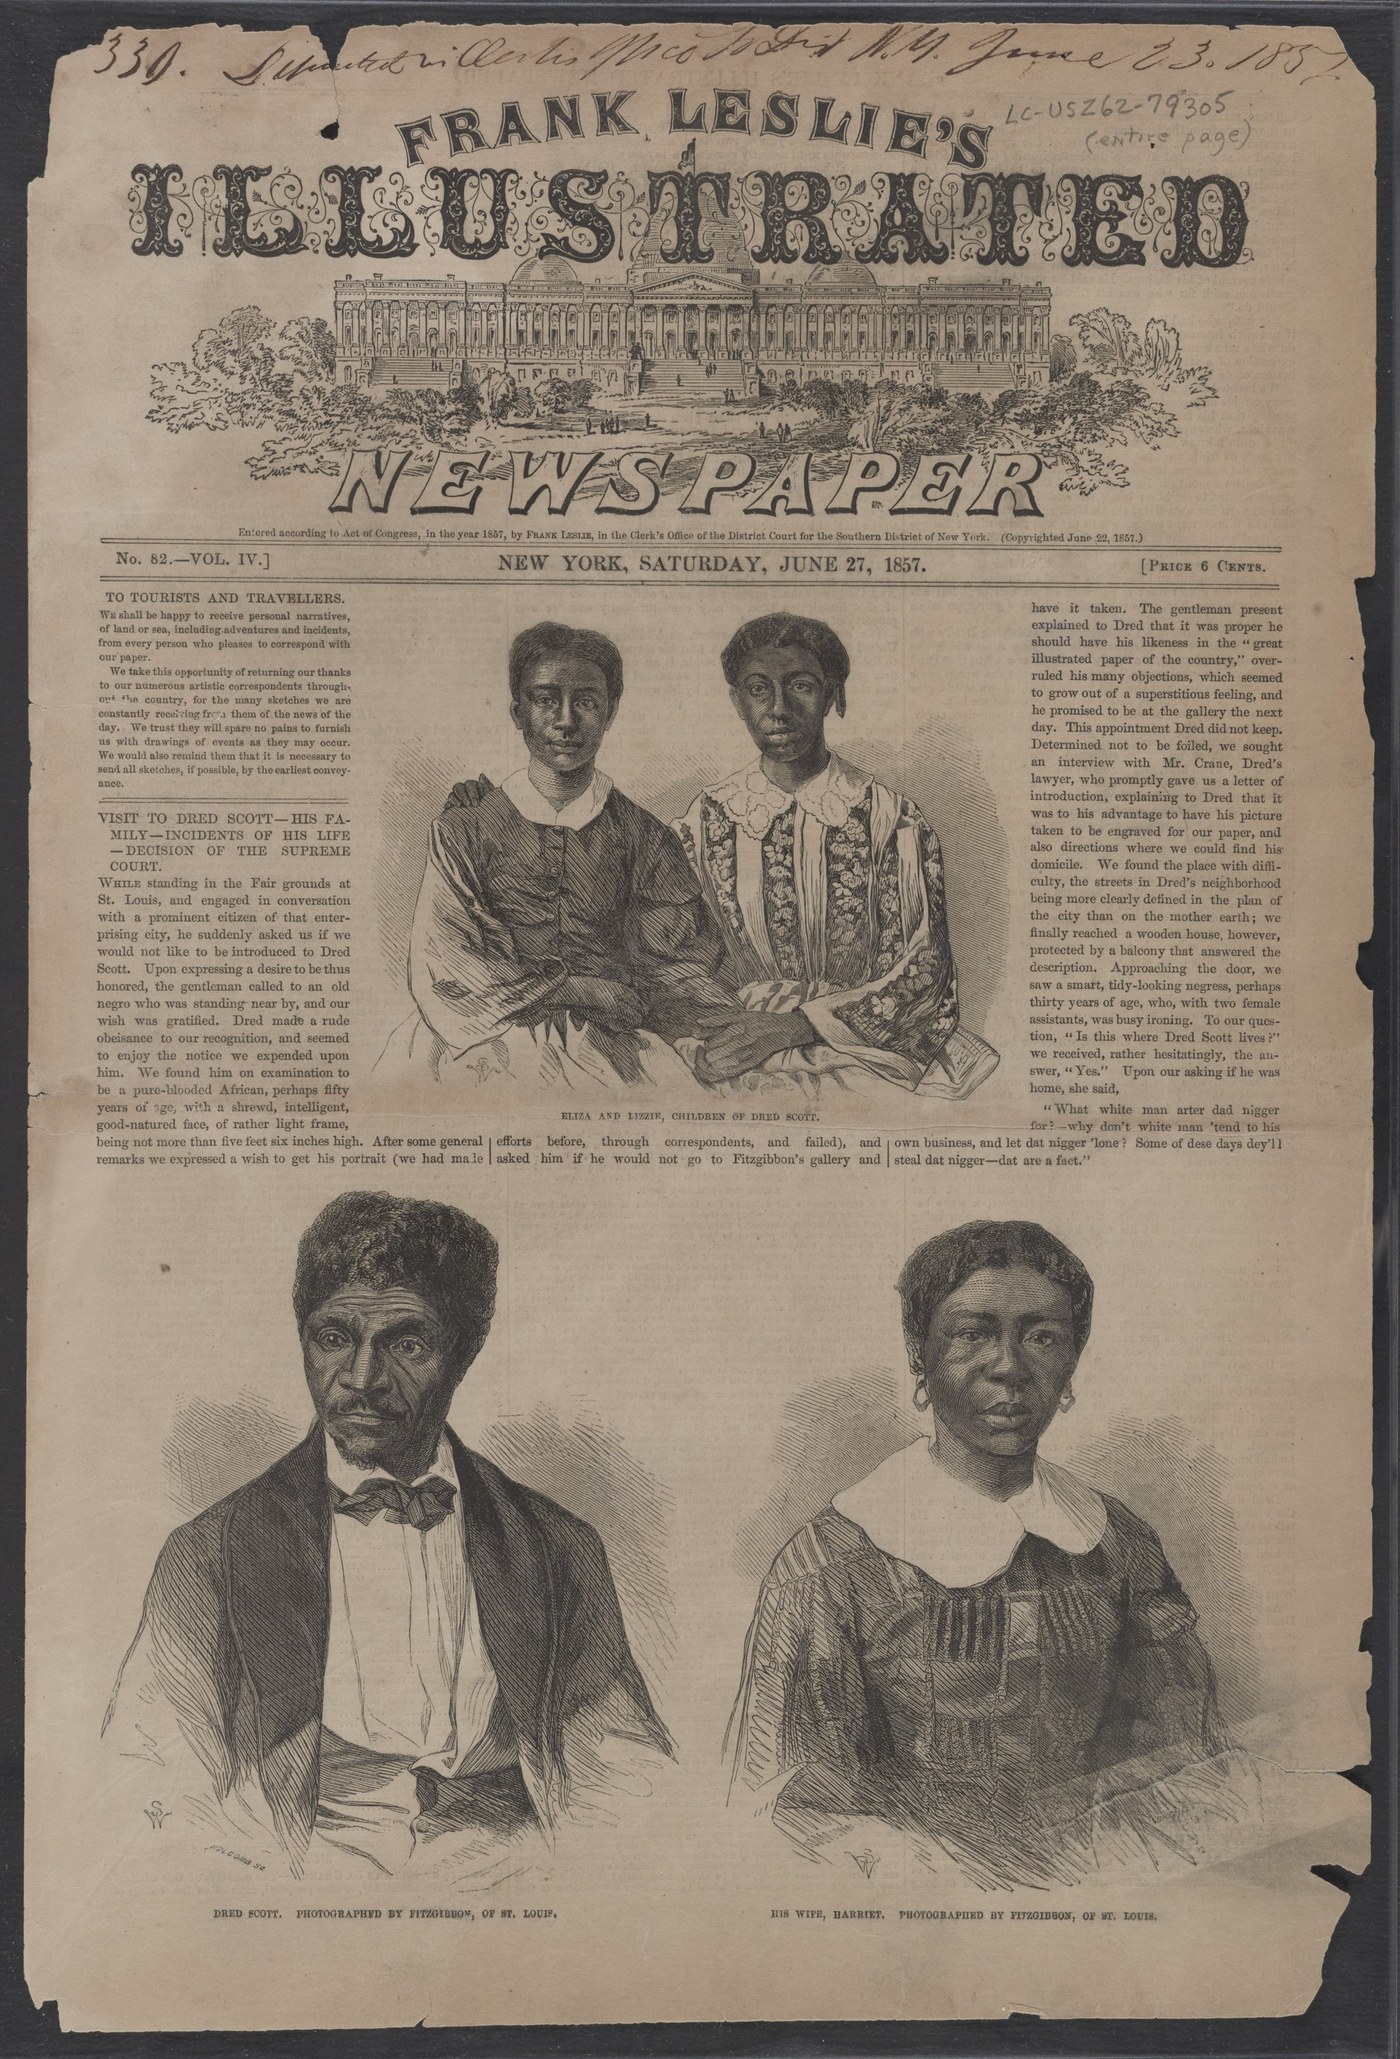 330.
June 23. 1857
LC-USZ62-79305
(entire page)
FRANK LESLIE'S
ILLUSTRATED
NEWSPAPER
Entered according to Act of Congress, in the year 1857, by FRANK LESLIE, in the Clerk's Office of the District Court for the Southern District of New York. (Copyrighted June 22, 1857.)
No. 82.—VOL. IV.]
NEW YORK, SATURDAY, JUNE 27, 1857.
[PRICE 6 CENTS.
TO TOURISTS AND TRAVELLERS.
WE shall be happy to receive personal narratives,
of land or sea, including adventures and incidents,
from every person who pleases to correspond with
our paper.
We take this opportunity of returning our thanks
to our numerous artistic correspondents through-
out the country, for the many sketches we are
constantly receiving from them of the news of the
day. We trust they will spare no pains to furnish
us with drawings of events as they may occur.
We would also remind them that it is necessary to
send all sketches, if possible, by the earliest convey-
ance.
VISIT TO DRED SCOTT—HIS FA-
MILY—INCIDENTS OF HIS LIFE
—DECISION OF THE SUPREME
COURT.
WHILE standing in the Fair grounds at
St. Louis, and engaged in conversation
with a prominent citizen of that enter-
prising city, he suddenly asked us if we
would not like to be introduced to Dred
Scott. Upon expressing a desire to be thus
honored, the gentleman called to an old
negro who was standing near by, and our
wish was gratified. Dred made a rude
obeisance to our recognition, and seemed
to enjoy the notice we expended upon
him. We found him on examination to
be a pure-blooded African, perhaps fifty
years of age, with a shrewd, intelligent,
good-natured face, of rather light frame,
being not more than five feet six inches high. After some general
remarks we expressed a wish to get his portrait (we had made
ELIZA AND LIZZIE, CHILDREN OF DRED SCOTT.
efforts before, through correspondents, and failed), and
asked him if he would not go to Fitzgibbon's gallery and
have it taken. The gentleman present
explained to Dred that it was proper he
should have his likeness in the "great
illustrated paper of the country," over-
ruled his many objections, which seemed
to grow out of a superstitious feeling, and
he promised to be at the gallery the next
day. This appointment Dred did not keep.
Determined not to be foiled, we sought
an interview with Mr. Crane, Dred's
lawyer, who promptly gave us a letter of
introduction, explaining to Dred that it
was to his advantage to have his picture
taken to be engraved for our paper, and
also directions where we could find his
domicile. We found the place with diffi-
culty, the streets in Dred's neighborhood
being more clearly defined in the plan of
the city than on the mother earth; we
finally reached a wooden house, however,
protected by a balcony that answered the
description. Approaching the door, we
saw a smart, tidy-looking negress, perhaps
thirty years of age, who, with two female
assistants, was busy ironing. To our ques-
tion, "Is this where Dred Scott lives?"
we received, rather hesitatingly, the an-
swer, "Yes." Upon our asking if he was
home, she said,
"What white man arter dad nigger
for?—why don't white man 'tend to his
own business, and let dat nigger 'lone? Some of dese days dey'll
steal dat nigger—dat are a fact."
DRED SCOTT. PHOTOGRAPHED BY FITZGIBBON, OF ST. LOUIS.
HIS WIFE, HARRIET. PHOTOGRAPHED BY FITZGIBBON, OF ST. LOUIS.